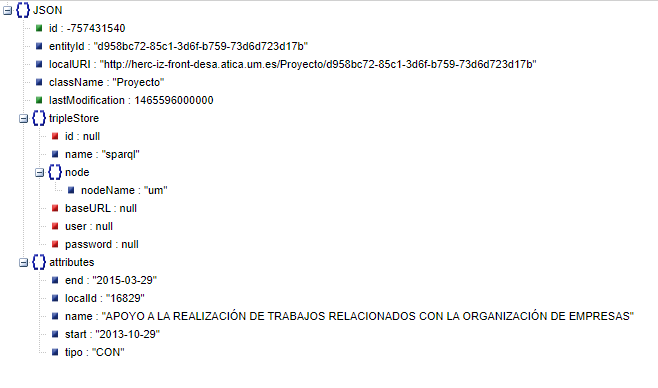 JSON
id : -757431540
entityId : "d958bc72-85c1-3d6f-b759-73d6d723d17b"
localURI : "http://herc-iz-front-desa.atica.um.es/Proyecto/d958bc72-85c1-3d6f-b759-73d6d723d17b"
className : "Proyecto"
lastModification : 1465596000000
tripleStore
id : null
name : "sparql"
node
nodeName : "um"
baseURL : null
user : null
password : null
attributes
end : "2015-03-29"
localId : "16829"
name : "APOYO A LA REALIZACIÓN DE TRABAJOS RELACIONADOS CON LA ORGANIZACIÓN DE EMPRESAS"
start : "2013-10-29"
tipo : "CON"